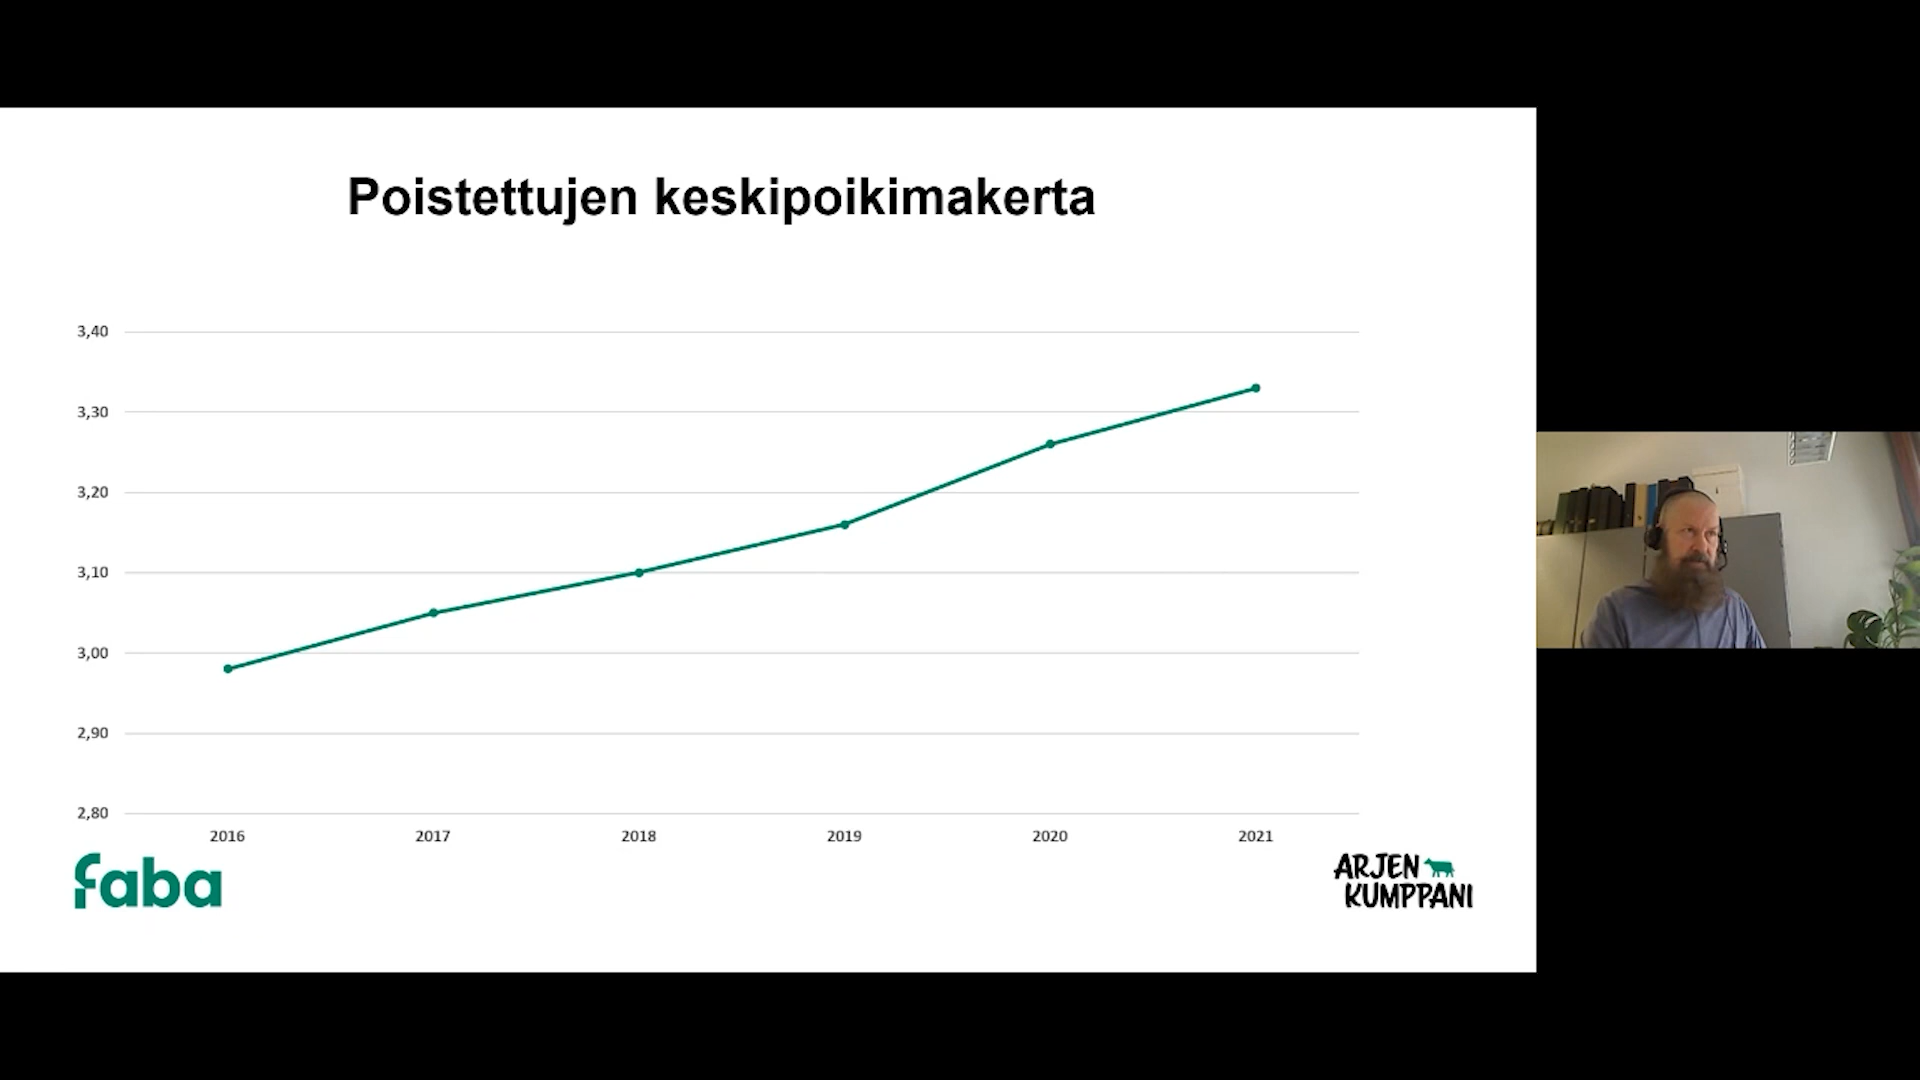 Poistettujen keskipoikimakerta
3,40
3,30
3,20
3,10
3,00
2,90
2,80
2016 2017 2018 2019 2020 2021
faba
ARJEN
KUMPPANI